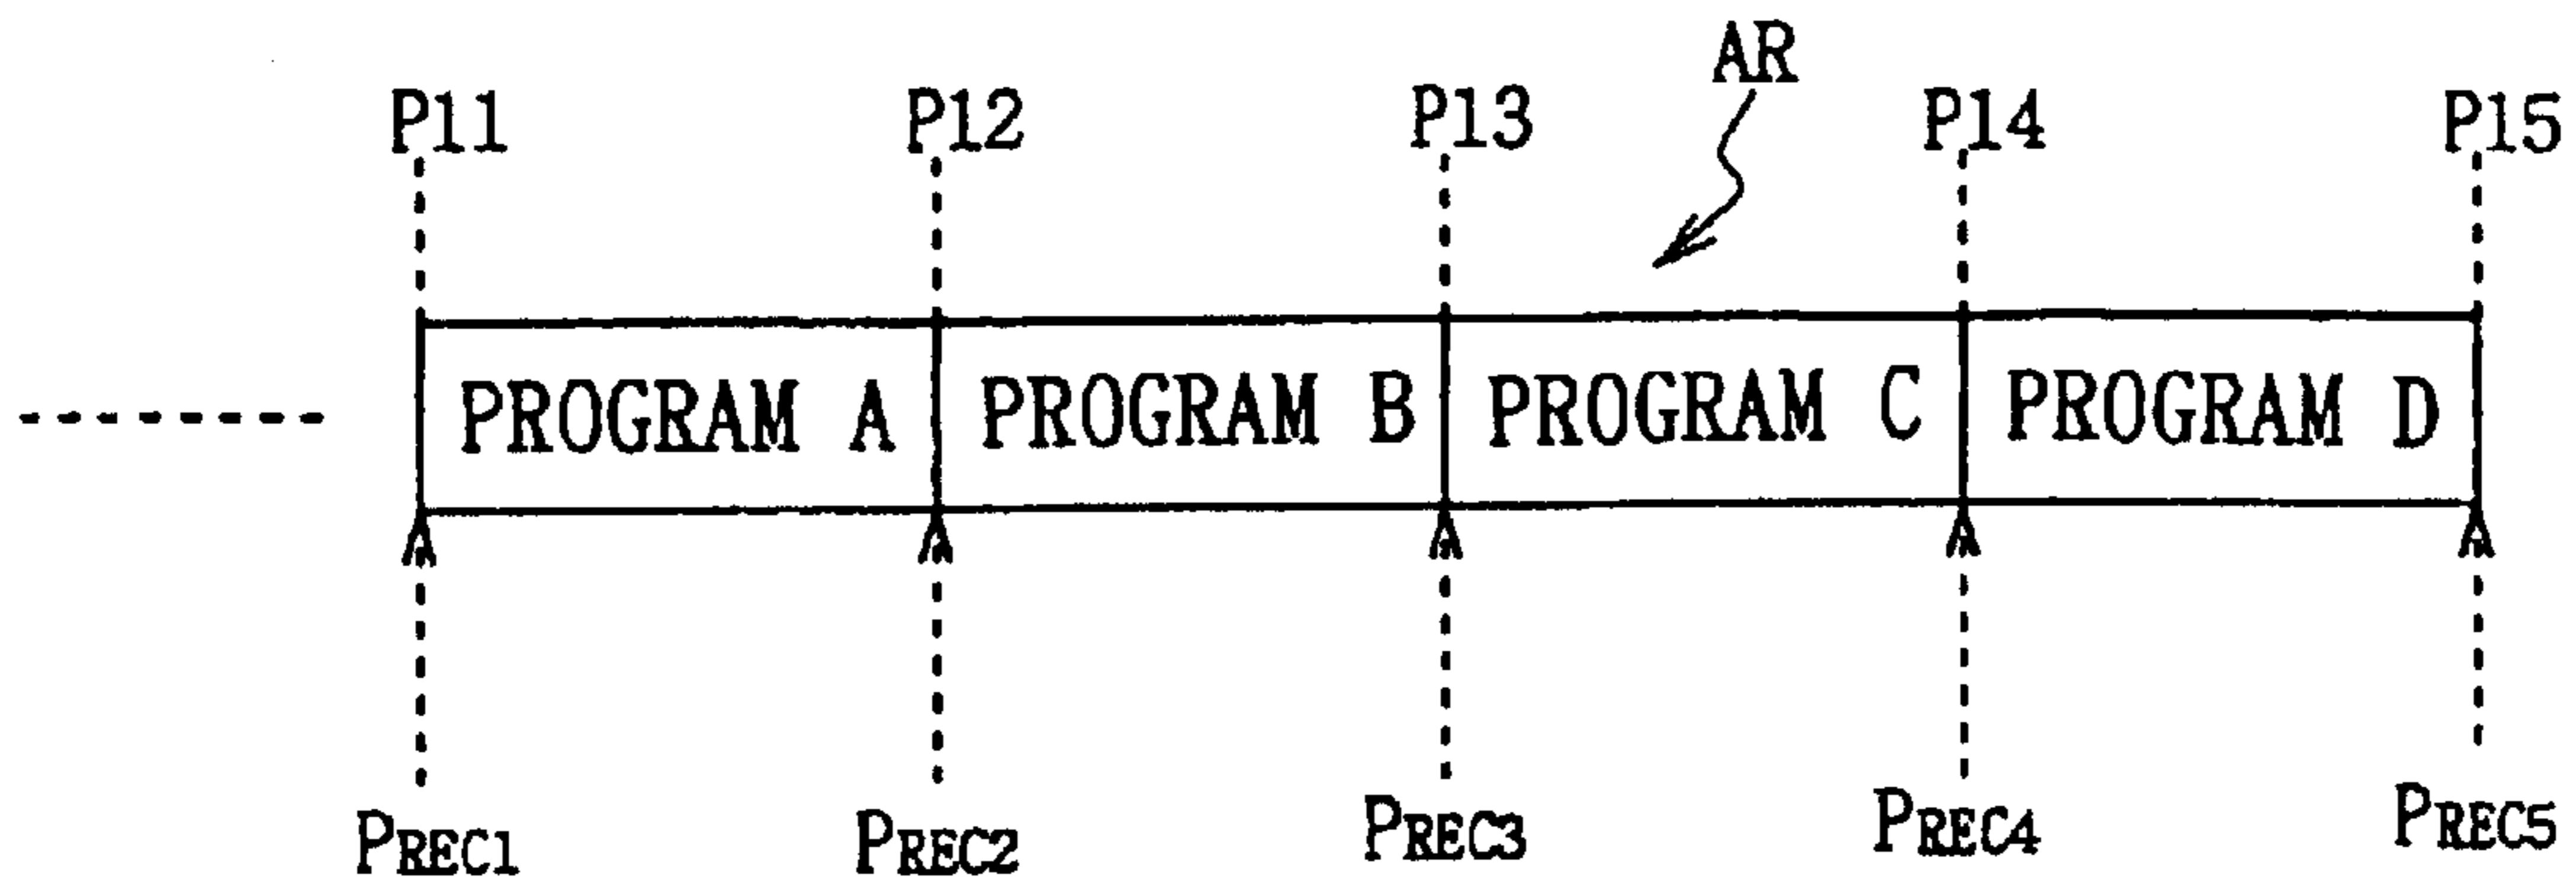 AR
P11 P12 P13 P14 P15
PROGRAM A PROGRAM B PROGRAM C PROGRAM D
PREC1 PREC2 PREC3 PREC4 PREC5